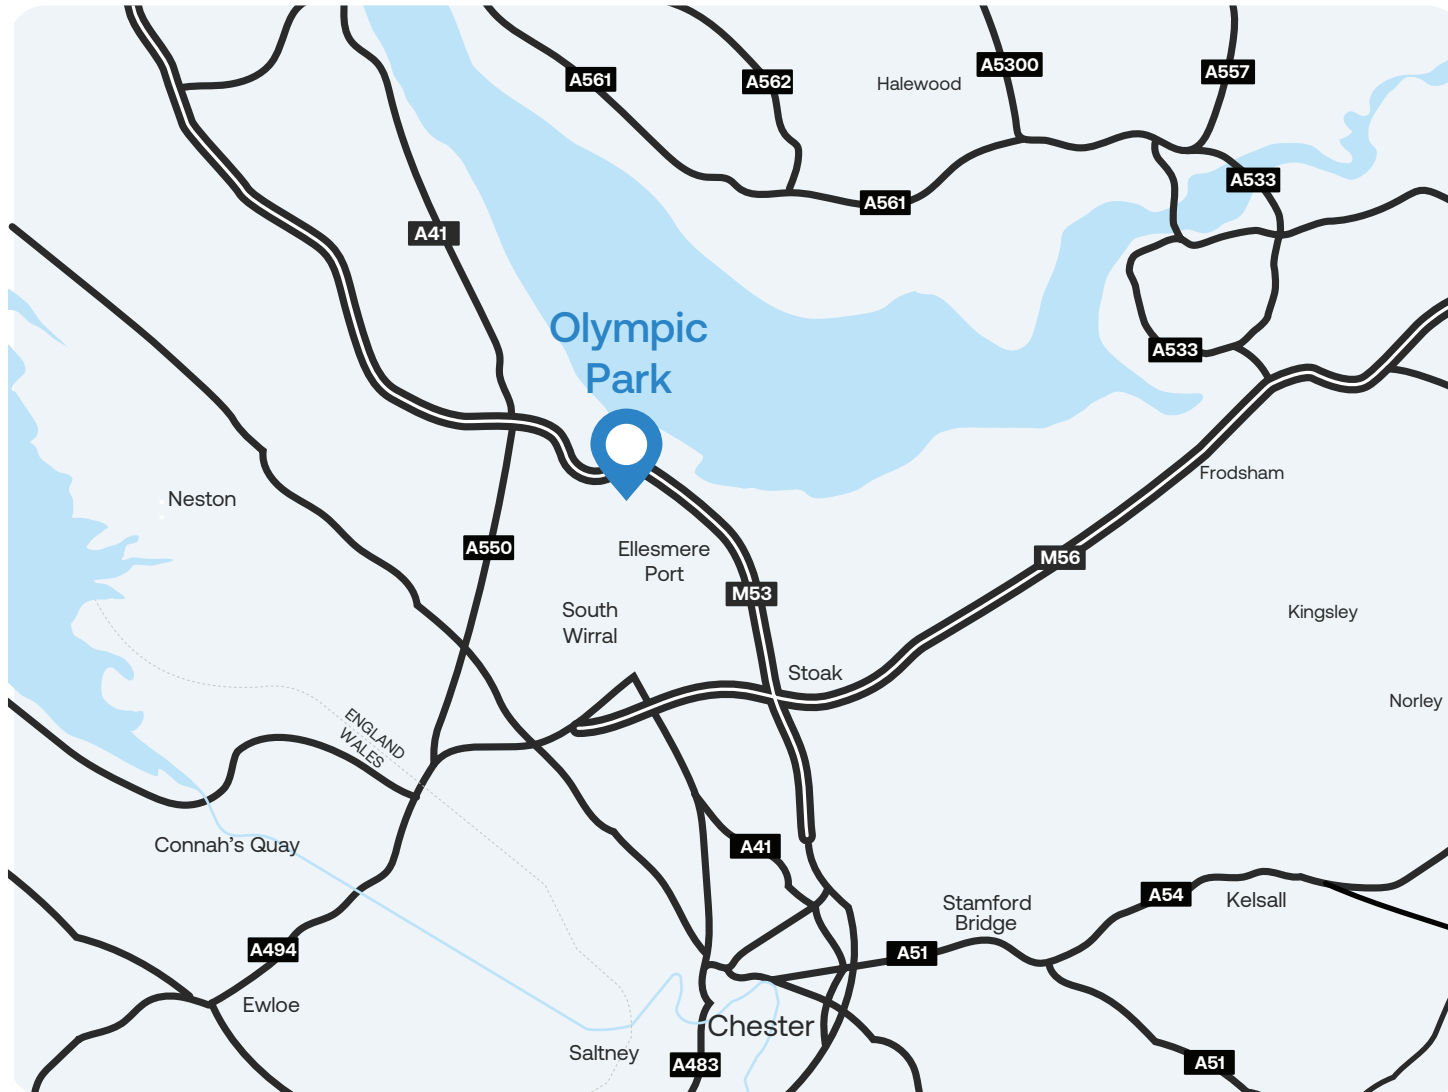 A5300
A557
A561
A562
Halewood
A533
A561
A41
Olympic
Park
A533
Frodsham
Neston
A550
Ellesmere
Port
M56
M53
South
Wirral
Kingsley
Stoak
Norley
ENGLAND
WALES
Connah’s Quay
A41
A54
Kelsall
Stamford
Bridge
A494
A51
Ewloe
Chester
Saltney
A483
A51